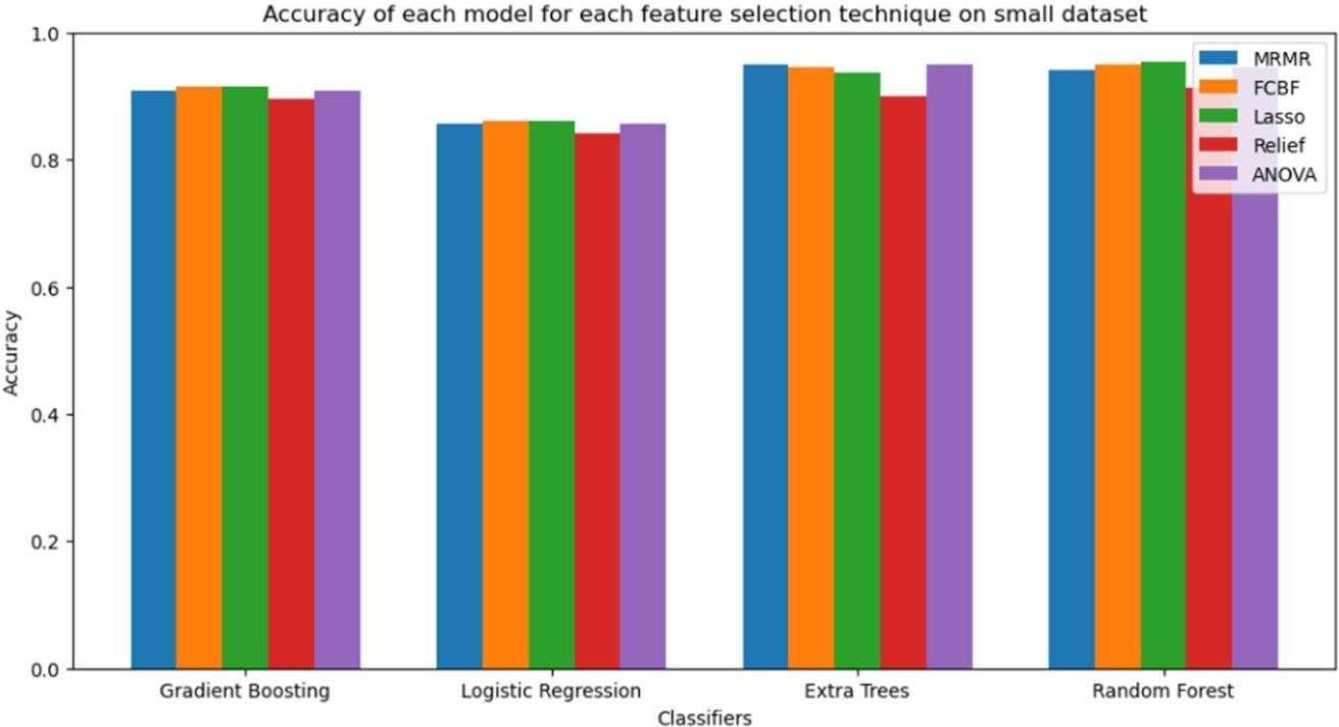 Accuracy of each model for each feature selection technique on small dataset
1.0
0.8
0.6
0.4
0.2
0.0
Accuracy
MRMR
FCBF
Lasso
Relief
ANOVA
Gradient Boosting
Logistic Regression
Extra Trees
Random Forest
Classifiers